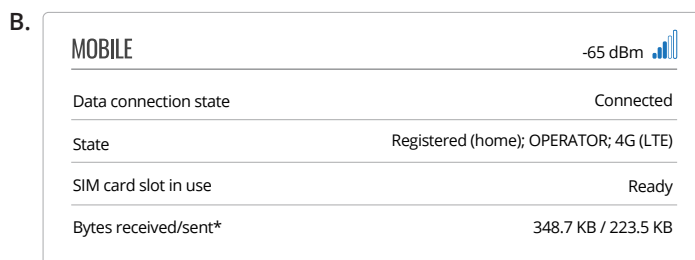 B.
MOBILE -65 dBm
Data connection state Connected
State Registered (home); OPERATOR; 4G (LTE)
SIM card slot in use Ready
Bytes received/sent* 348.7 KB / 223.5 KB